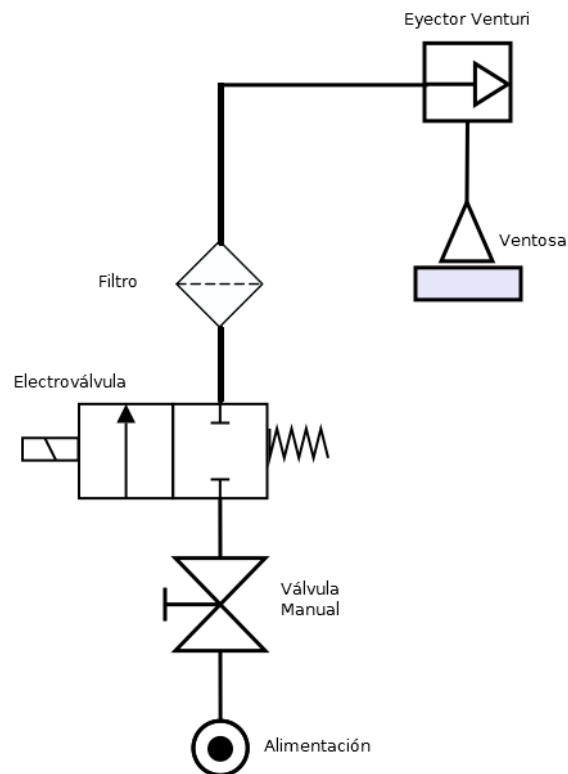 Eyector Venturi
Ventosa
Filtro
Electroválvula
Válvula
Manual
Alimentación